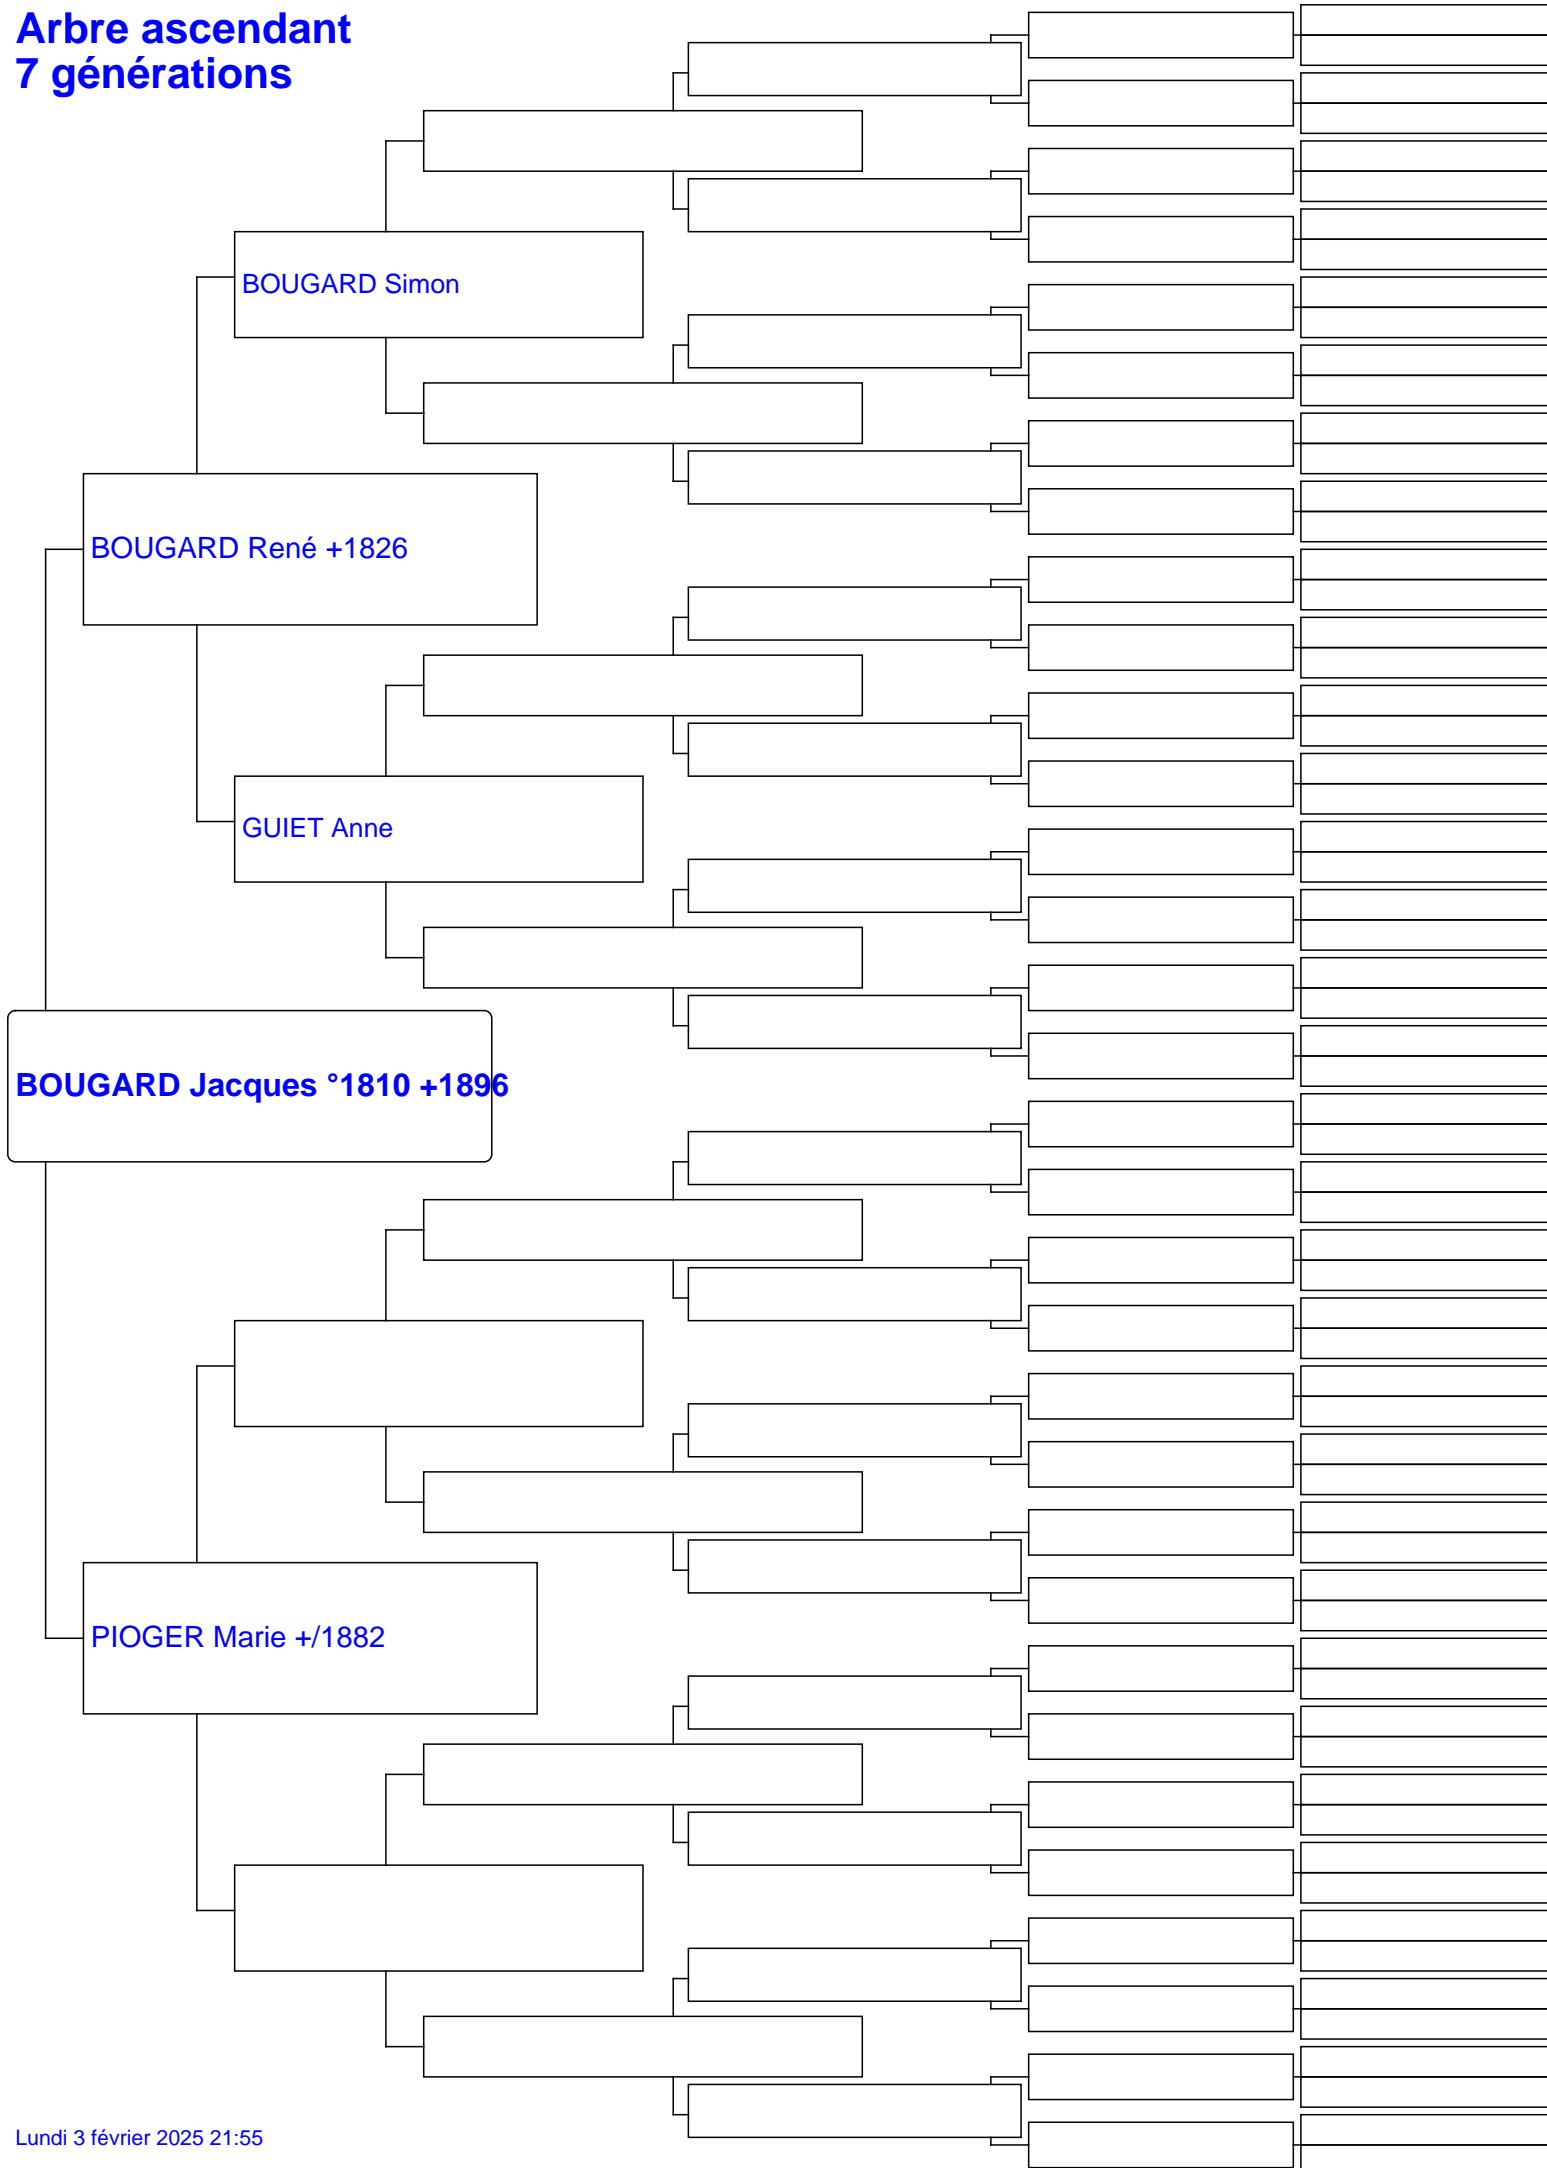 Arbre ascendant
7 générations
BOUGARD Simon
BOUGARD René +1826
GUIET Anne
BOUGARD Jacques °1810 +1896
PIOGER Marie +/1882
Lundi 3 février 2025 21:55